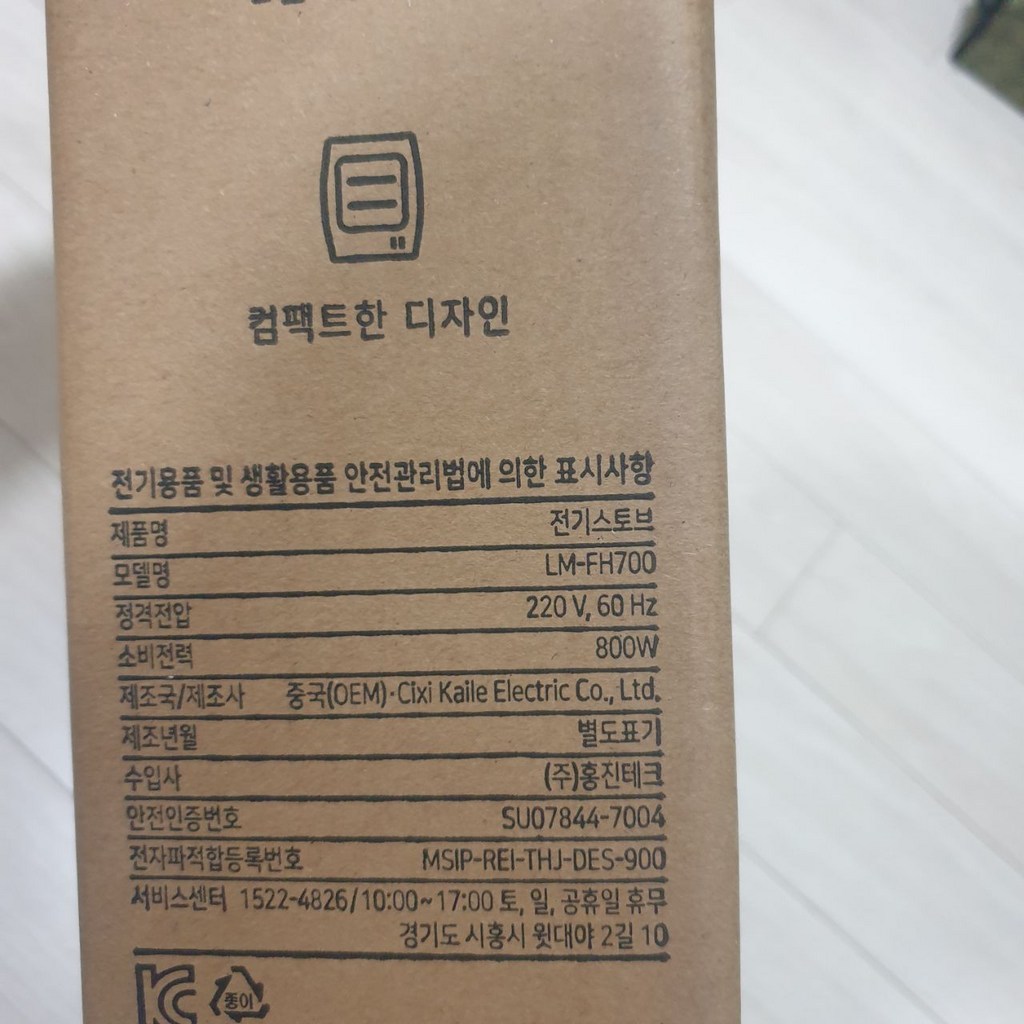 컴팩트한 디자인
전기용품 및 생활용품 안전관리법에 의한 표시사항
제품명 전기스토브
모델명 LM-FH700
정격전압 220 V, 60 Hz
소비전력 800W
제조국/제조사 중국(OEM)·Cixi Kaile Electric Co., Ltd.
제조년월 별도표기
수입사 (주)홍진테크
안전인증번호 SU07844-7004
전자파적합등록번호 MSIP-REI-THJ-DES-900
서비스센터 1522-4826/10:00~17:00 토, 일, 공휴일 휴무
경기도 시흥시 윗대야 2길 10
종이